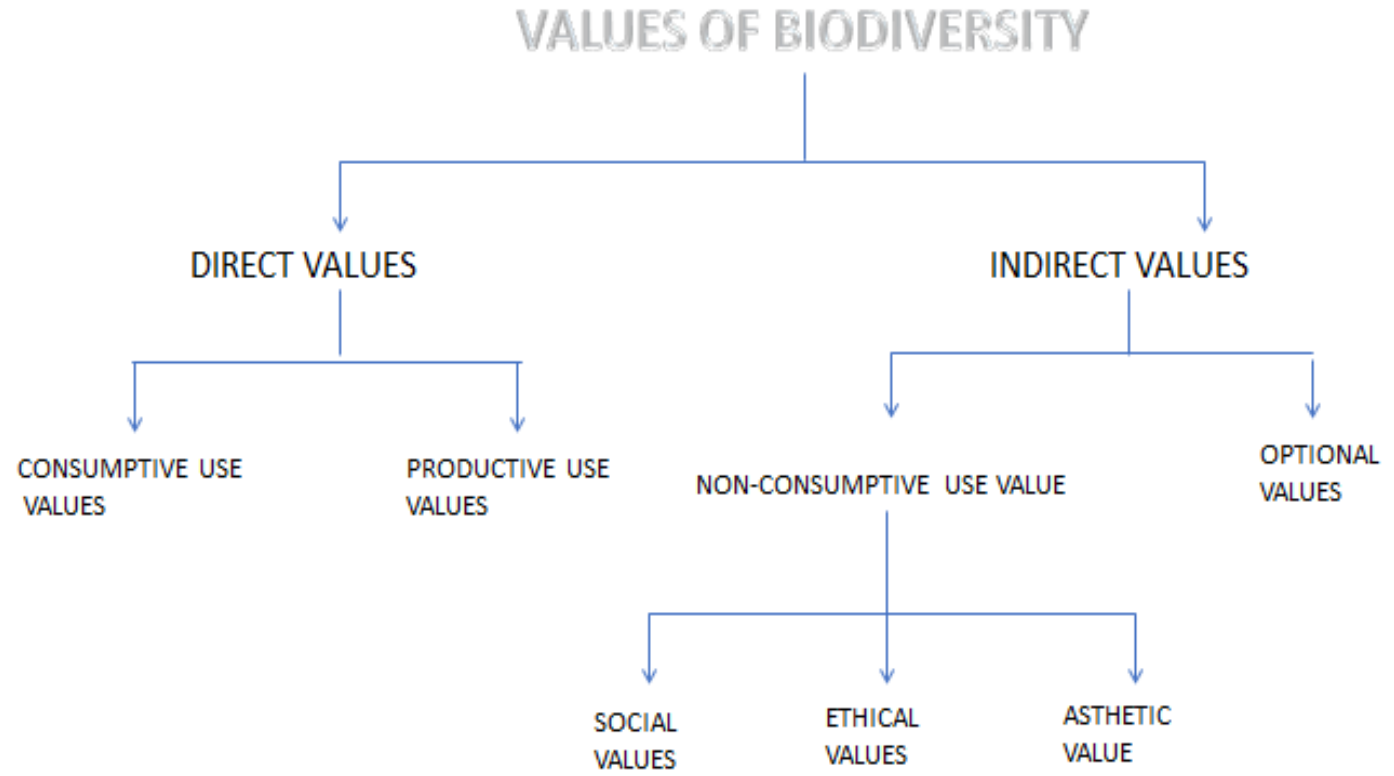 VALUES OF BIODIVERSITY
DIRECT VALUES
INDIRECT VALUES
CONSUMPTIVE USE
VALUES
PRODUCTIVE USE
VALUES
NON-CONSUMPTIVE USE VALUE
OPTIONAL
VALUES
SOCIAL
VALUES
ETHICAL
VALUES
ASTHETIC
VALUE